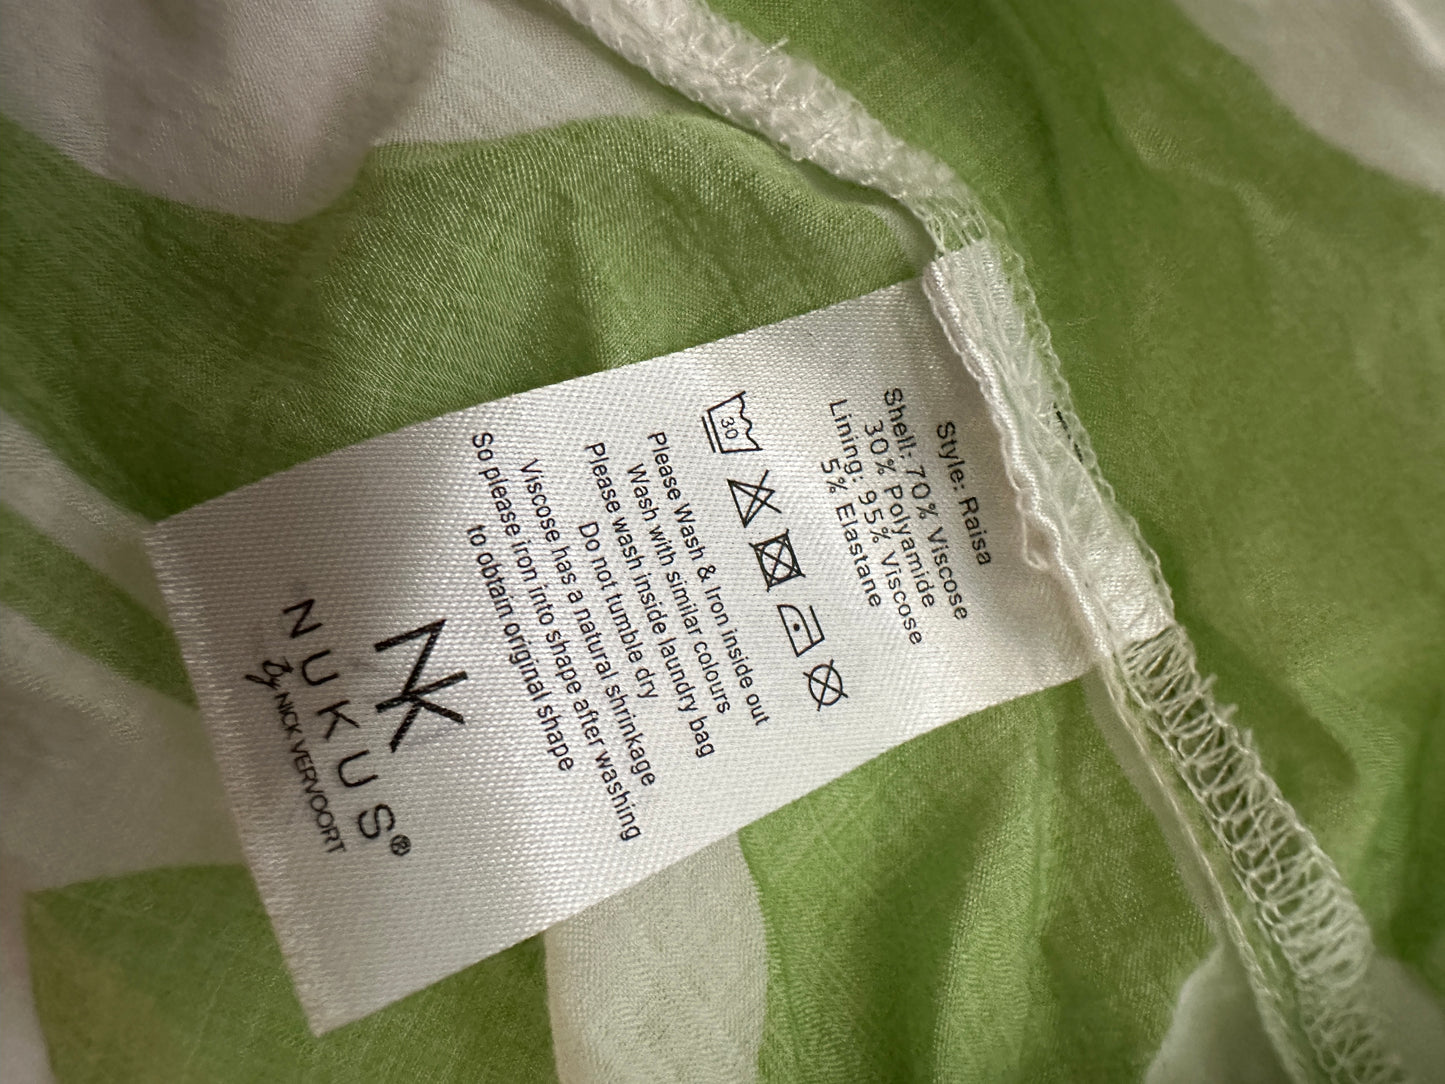 Style: Raisa
Shell: 70% Viscose
30% Polyamide
Lining: 95% Viscose
5% Elastane
30
Please Wash & Iron inside out
Wash with similar colours
Please wash inside laundry bag
Do not tumble dry
Viscose has a natural shrinkage
So please iron into shape after washing
to obtain original shape
NK
NUKUS®
By NICK VERVOORT